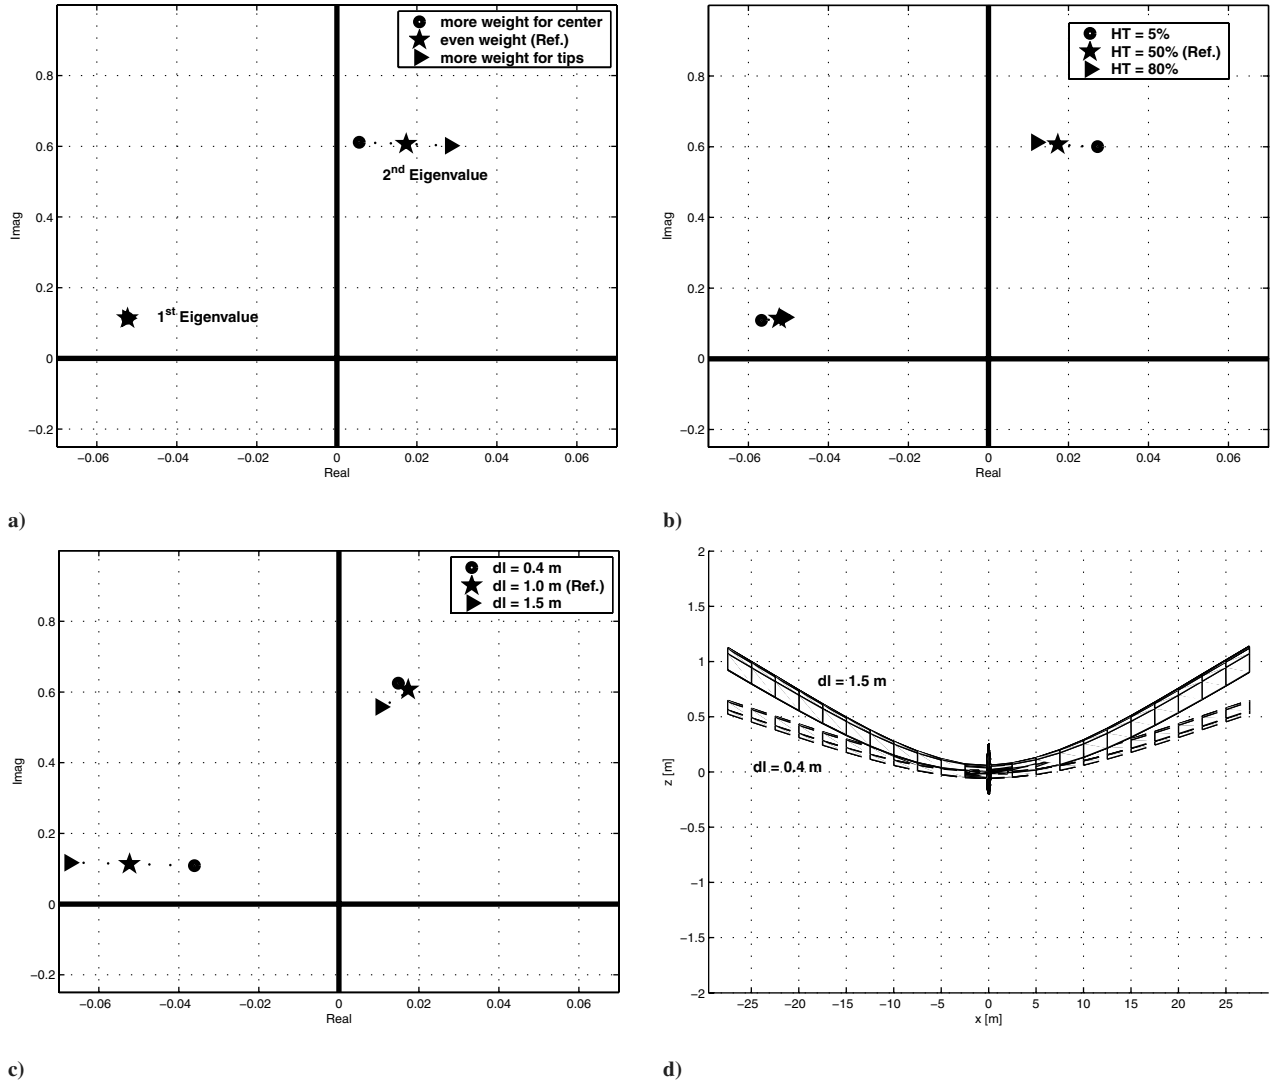 more weight for center
even weight (Ref.)
more weight for tips
0.8
0.6
0.4
0.2
0
−0.2
Imag
2nd Eigenvalue
1st Eigenvalue
−0.06 −0.04 −0.02 0 0.02 0.04 0.06
Real
a)
HT = 5%
HT = 50% (Ref.)
HT = 80%
0.8
0.6
0.4
0.2
0
−0.2
Imag
−0.06 −0.04 −0.02 0 0.02 0.04 0.06
Real
b)
dl = 0.4 m
dl = 1.0 m (Ref.)
dl = 1.5 m
0.8
0.6
0.4
0.2
0
−0.2
Imag
−0.06 −0.04 −0.02 0 0.02 0.04 0.06
Real
c)
2
1.5
1
0.5
0
−0.5
−1
−1.5
−2
z [m]
dl = 1.5 m
dl = 0.4 m
−25 −20 −15 −10 −5 0 5 10 15 20 25
x [m]
d)